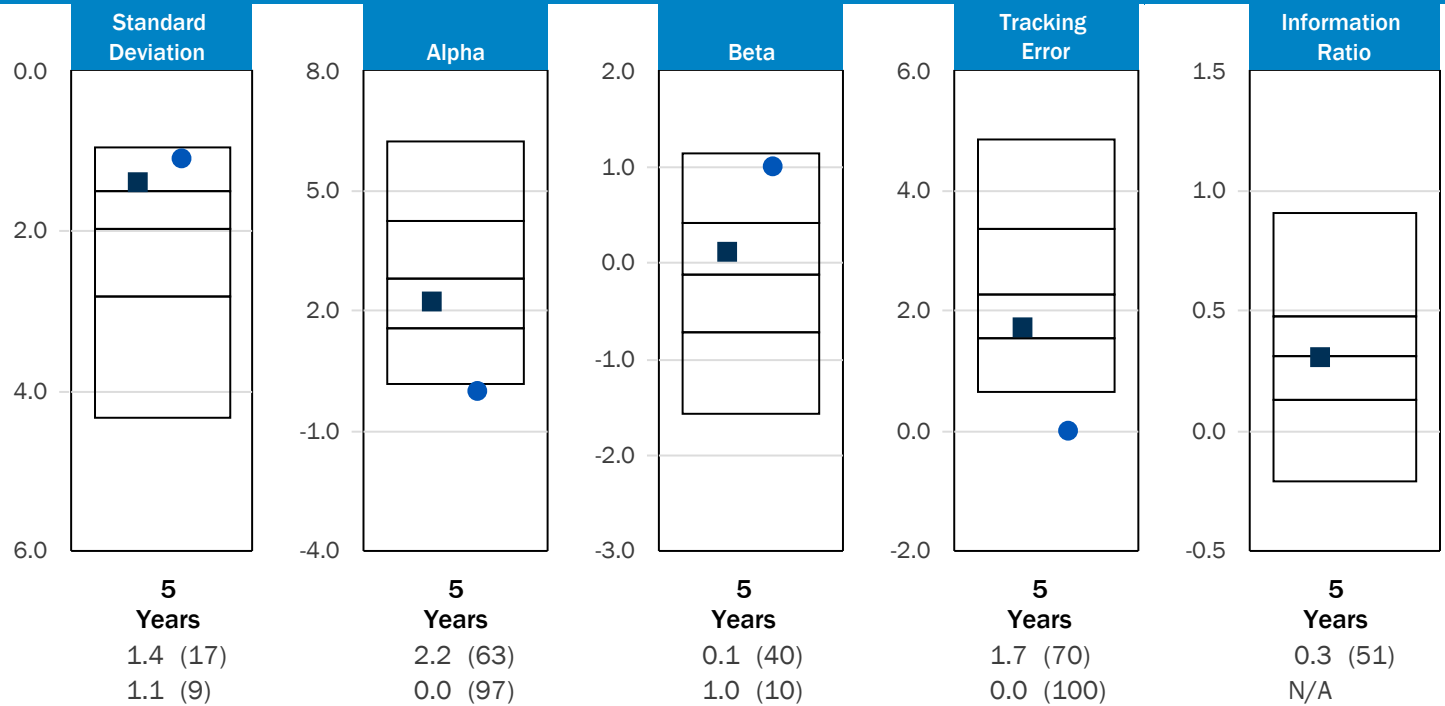 Standard
Deviation
Alpha
Beta
Tracking
Error
Information
Ratio
0.0
2.0
4.0
6.0
8.0
5.0
2.0
-1.0
-4.0
2.0
1.0
0.0
-1.0
-2.0
-3.0
6.0
4.0
2.0
0.0
-2.0
1.5
1.0
0.5
0.0
-0.5
5
Years
5
Years
5
Years
5
Years
5
Years
1.4 (17) 2.2 (63) 0.1 (40) 1.7 (70) 0.3 (51)
1.1 (9) 0.0 (97) 1.0 (10) 0.0 (100) N/A